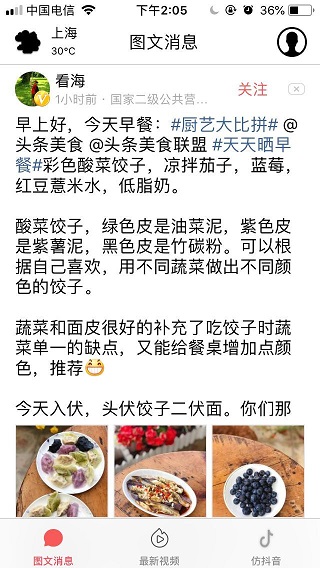 中国电信 下午2:05 36%
上海
30°C
图文消息
看海
1小时前 · 国家二级公共营...
关注
早上好，今天早餐：#厨艺大比拼# @
头条美食 @头条美食联盟 #天天晒早
餐#彩色酸菜饺子，凉拌茄子，蓝莓，
红豆薏米水，低脂奶。
酸菜饺子，绿色皮是油菜泥，紫色皮
是紫薯泥，黑色皮是竹碳粉。可以根
据自己喜欢，用不同蔬菜做出不同颜
色的饺子。
蔬菜和面皮很好的补充了吃饺子时蔬
菜单一的缺点，又能给餐桌增加点颜
色，推荐😆
今天入伏，头伏饺子二伏面。你们那
图文消息
最新视频
仿抖音